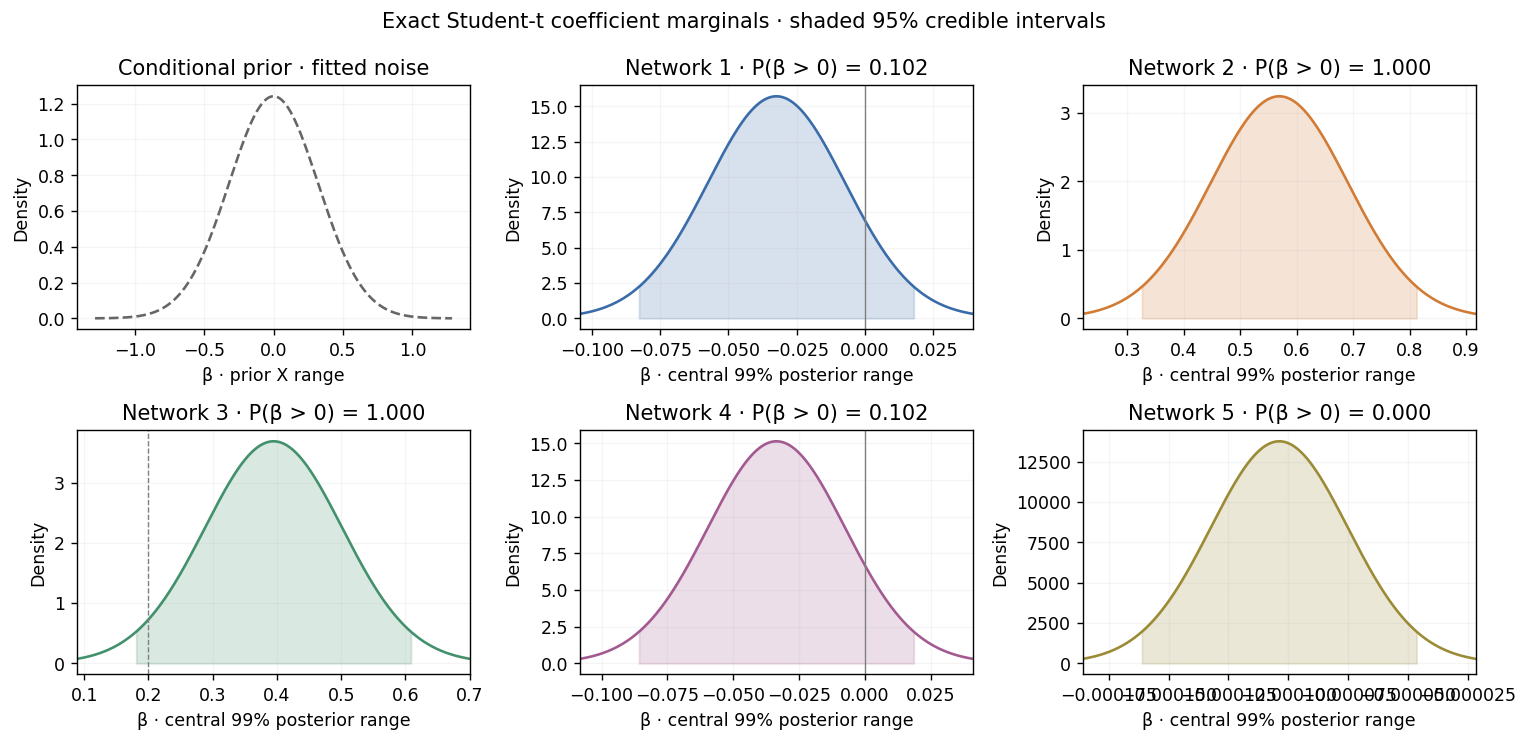 Exact Student-t coefficient marginals · shaded 95% credible intervals
Conditional prior · fitted noise
Network 1 · P(β > 0) = 0.102
Network 2 · P(β > 0) = 1.000
Density
1.2
1.0
0.8
0.6
0.4
0.2
0.0
−1.0 −0.5 0.0 0.5 1.0
β · prior X range
Density
15.0
12.5
10.0
7.5
5.0
2.5
0.0
−0.100 −0.075 −0.050 −0.025 0.000 0.025
β · central 99% posterior range
Density
3
2
1
0
0.3 0.4 0.5 0.6 0.7 0.8 0.9
β · central 99% posterior range
Network 3 · P(β > 0) = 1.000
Network 4 · P(β > 0) = 0.102
Network 5 · P(β > 0) = 0.000
Density
3
2
1
0
0.1 0.2 0.3 0.4 0.5 0.6 0.7
β · central 99% posterior range
Density
15.0
12.5
10.0
7.5
5.0
2.5
0.0
−0.100 −0.075 −0.050 −0.025 0.000 0.025
β · central 99% posterior range
Density
12500
10000
7500
5000
2500
0
β · central 99% posterior range